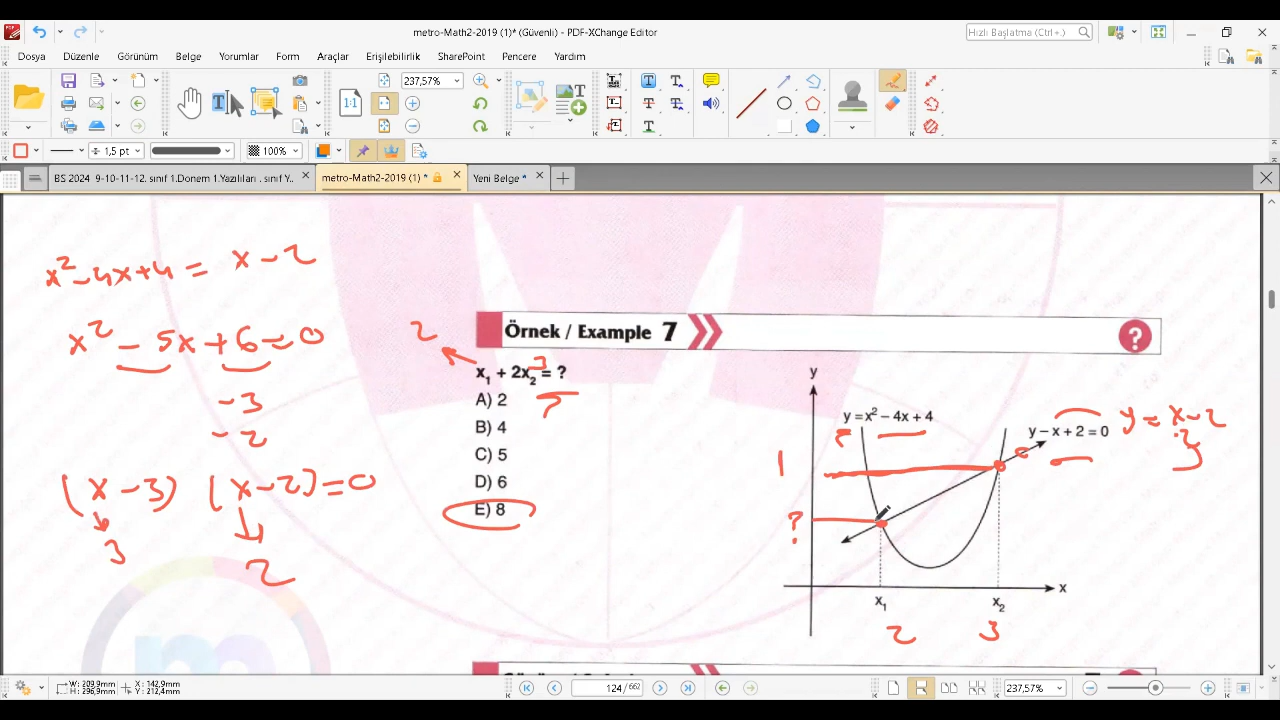 metro-Math2-2019 (1)* (Güvenli) - PDF-XChange Editor
Hızlı Başlatma (Ctrl+.)
Dosya Düzenle Görünüm Belge Yorumlar Form Araçlar Erişilebilirlik SharePoint Pencere Yardım
237,57%
1:1
1,5 pt
100%
BS 2024 9-10-11-12. sınıf 1.Donem 1.Yazılıları . sınıf Y..
metro-Math2-2019 (1) *
Yeni Belge *
x² - 4x + 4 = x - 2
x² - 5x + 6 = 0
-3
-2
(x - 3) (x - 2) = 0
3
2
Örnek / Example 7
?
2
3
x₁ + 2x₂ = ?
A) 2
B) 4
C) 5
D) 6
E) 8
y
y = x² – 4x + 4
y – x + 2 = 0
y = x - 2
1
?
x
x₁ x₂
2 3
W: 209,9mm
H: 296,9mm
X: 142,9mm
Y: 212,4mm
124 / 662
237,57%